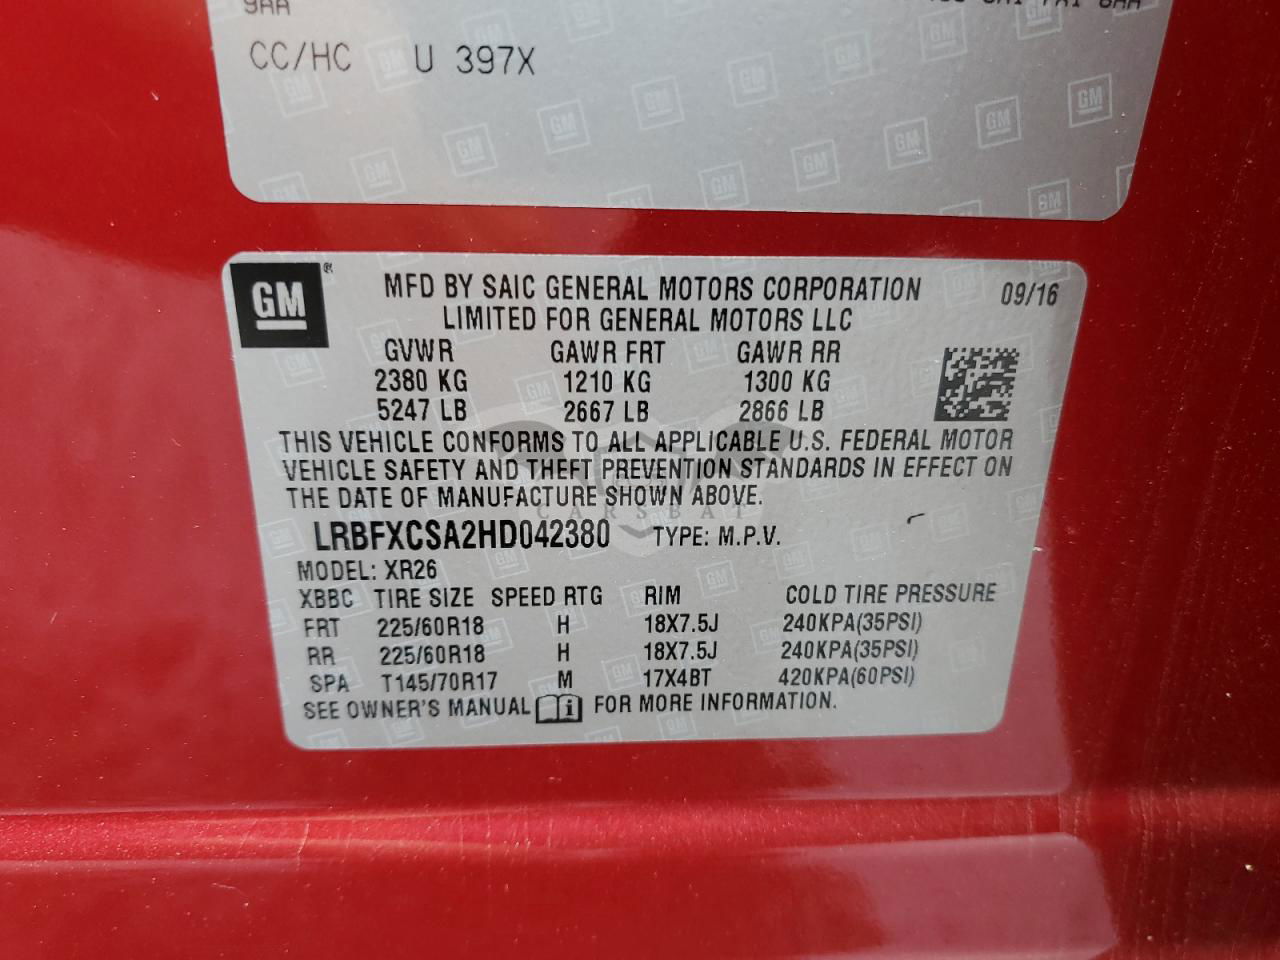 9AA
CC/HC U 397X
GM ® MFD BY SAIC GENERAL MOTORS CORPORATION 09/16
LIMITED FOR GENERAL MOTORS LLC
GVWR GAWR FRT GAWR RR
2380 KG 1210 KG 1300 KG
5247 LB 2667 LB 2866 LB
THIS VEHICLE CONFORMS TO ALL APPLICABLE U.S. FEDERAL MOTOR
VEHICLE SAFETY AND THEFT PREVENTION STANDARDS IN EFFECT ON
THE DATE OF MANUFACTURE SHOWN ABOVE.
CARSBAT
LRBFXCSA2HD042380 TYPE: M.P.V.
MODEL: XR26
XBBC TIRE SIZE SPEED RTG RIM COLD TIRE PRESSURE
FRT 225/60R18 H 18X7.5J 240KPA(35PSI)
RR 225/60R18 H 18X7.5J 240KPA(35PSI)
SPA T145/70R17 M 17X4BT 420KPA(60PSI)
SEE OWNER'S MANUAL i FOR MORE INFORMATION.